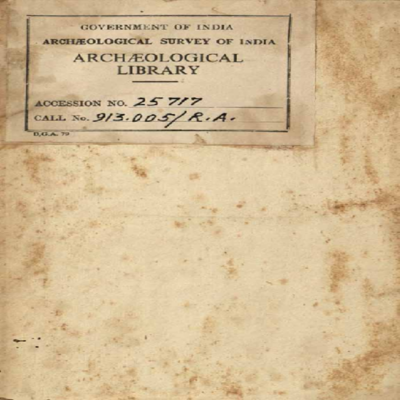 GOVERNMENT OF INDIA
ARCHÆOLOGICAL SURVEY OF INDIA
ARCHÆOLOGICAL
LIBRARY
ACCESSION NO. 25717
CALL No. 913.005/R.A.
D.G.A. 79